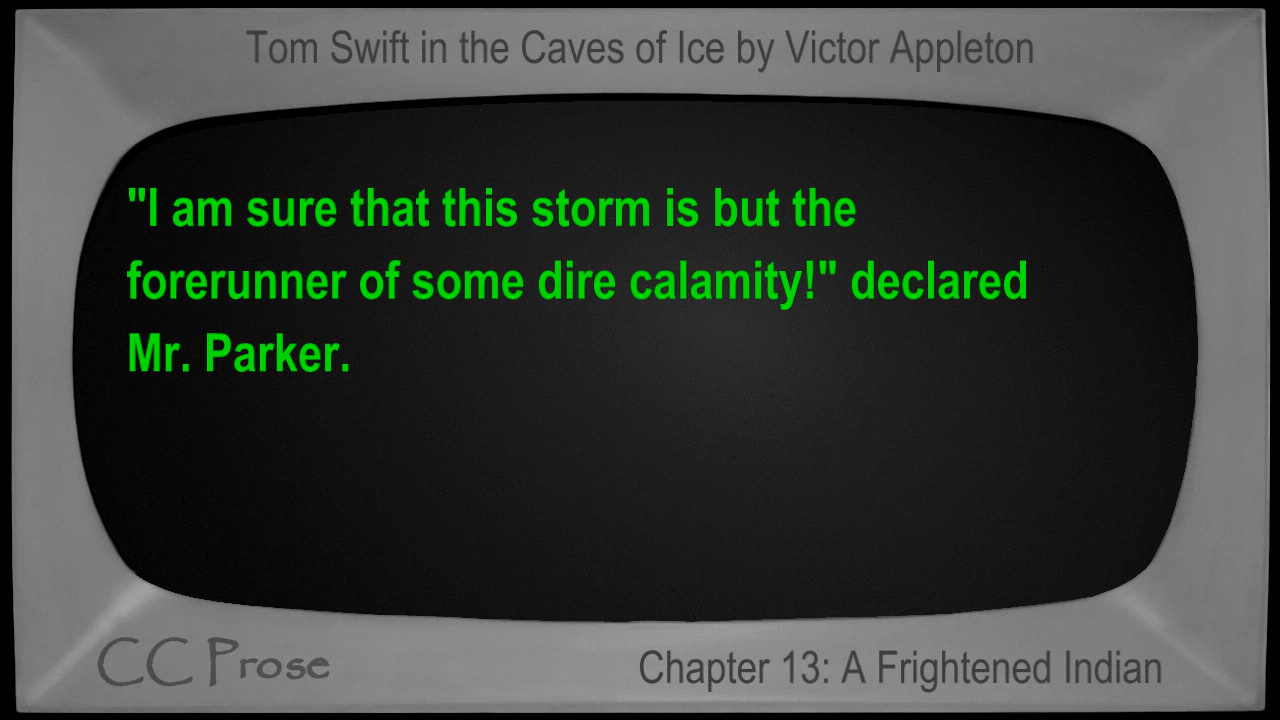 Tom Swift in the Caves of Ice by Victor Appleton
"I am sure that this storm is but the
forerunner of some dire calamity!" declared
Mr. Parker.
CC Prose
Chapter 13: A Frightened Indian